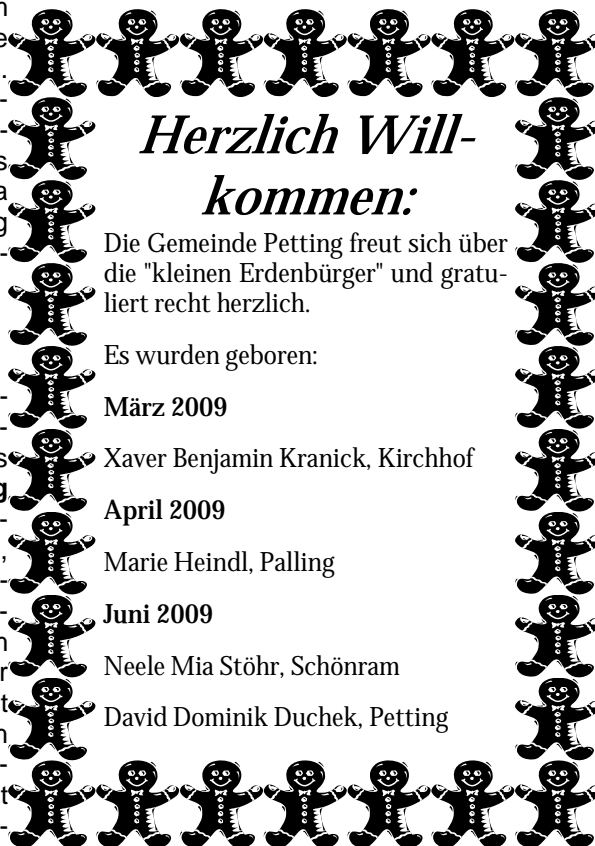 Herzlich Will-
kommen:
Die Gemeinde Petting freut sich über
die "kleinen Erdenbürger" und gratu-
liert recht herzlich.
Es wurden geboren:
März 2009
Xaver Benjamin Kranick, Kirchhof
April 2009
Marie Heindl, Palling
Juni 2009
Neele Mia Stöhr, Schönram
David Dominik Duchek, Petting